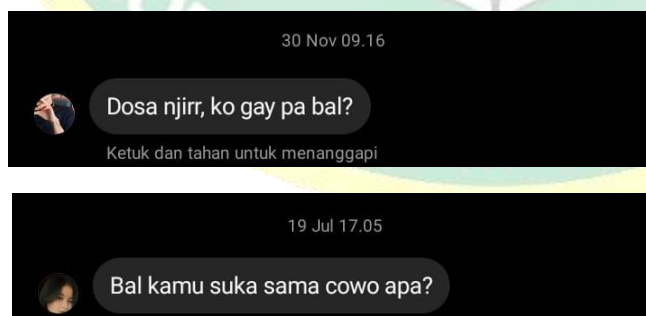 30 Nov 09.16
Dosa njirr, ko gay pa bal?
Ketuk dan tahan untuk menanggapi
19 Jul 17.05
Bal kamu suka sama cowo apa?